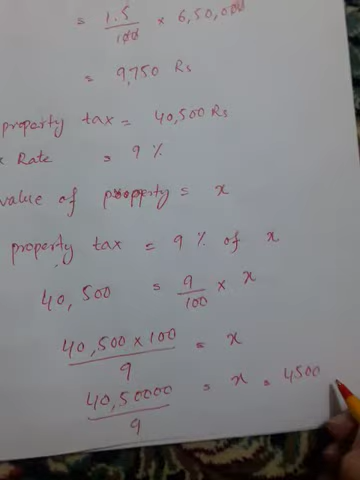 = 1.5/100 × 6,50,000
= 9,750 Rs
property tax = 40,500 Rs
x Rate = 9 %
value of property = x
property tax = 9 % of x
40,500 = 9/100 × x
40,500 × 100/9 = x
40,50000/9 = x = 4500